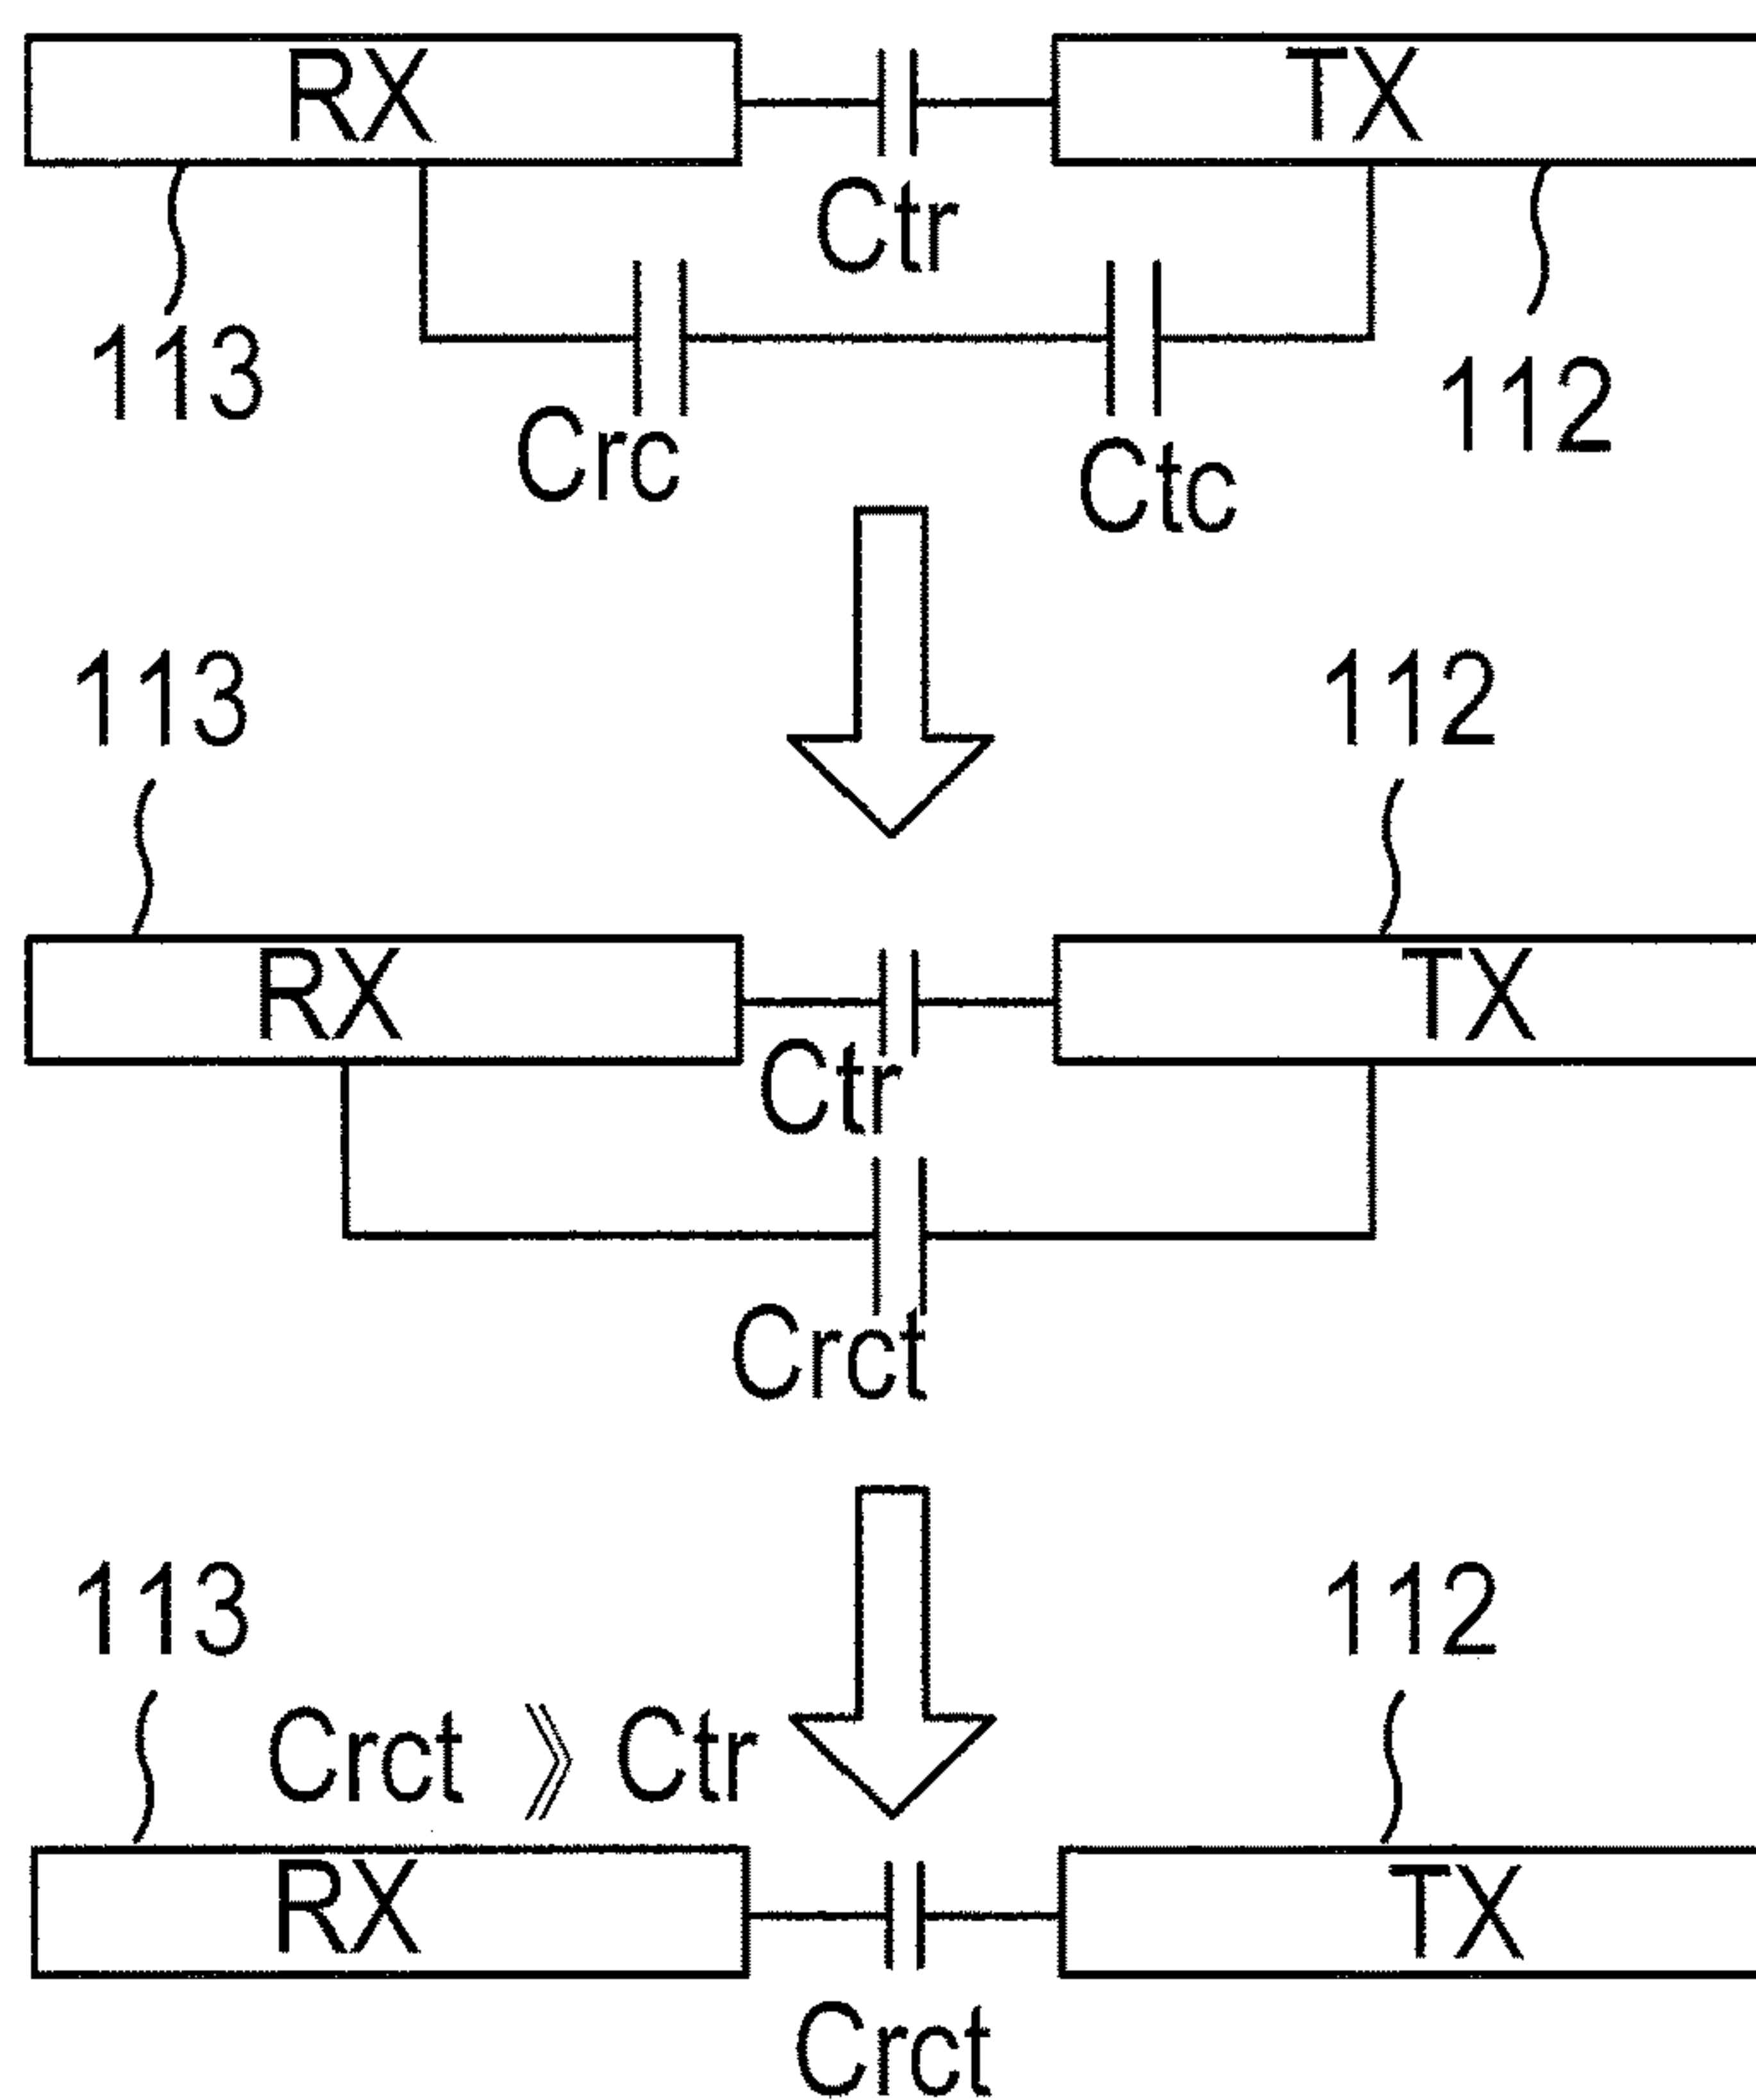 RX TX
Ctr
113 112
Crc Ctc
113 112
RX TX
Ctr
Crct
113 112
Crct 》 Ctr
RX TX
Crct